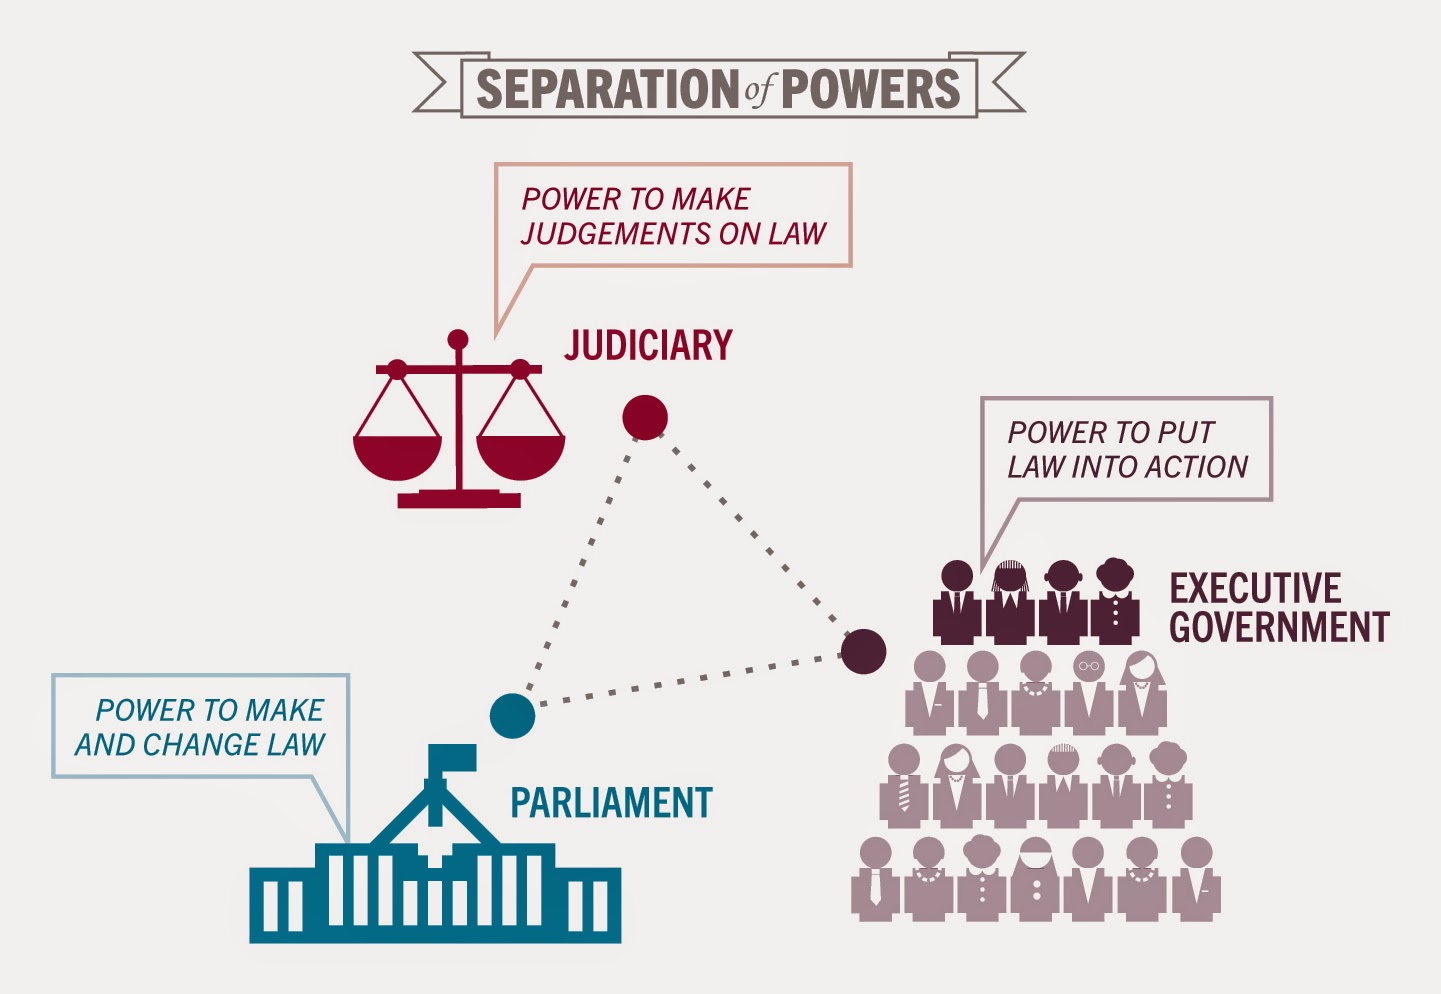 SEPARATION of POWERS
POWER TO MAKE
JUDGEMENTS ON LAW
JUDICIARY
POWER TO PUT
LAW INTO ACTION
EXECUTIVE
GOVERNMENT
POWER TO MAKE
AND CHANGE LAW
PARLIAMENT